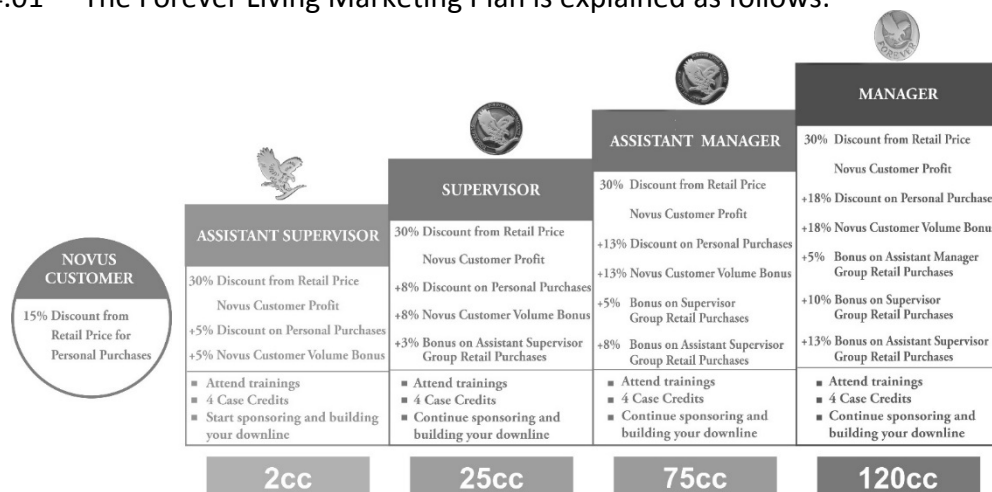 4.01 The Forever Living Marketing Plan is explained as follows:
FOREVER
NOVUS
CUSTOMER
15% Discount from
Retail Price for
Personal Purchases
ASSISTANT SUPERVISOR
30% Discount from Retail Price
Novus Customer Profit
+5% Discount on Personal Purchases
+5% Novus Customer Volume Bonus
■ Attend trainings
■ 4 Case Credits
■ Start sponsoring and building
your downline
2cc
SUPERVISOR
30% Discount from Retail Price
Novus Customer Profit
+8% Discount on Personal Purchases
+8% Novus Customer Volume Bonus
+3% Bonus on Assistant Supervisor
Group Retail Purchases
■ Attend trainings
■ 4 Case Credits
■ Continue sponsoring and
building your downline
25cc
ASSISTANT MANAGER
30% Discount from Retail Price
Novus Customer Profit
+13% Discount on Personal Purchases
+13% Novus Customer Volume Bonus
+5% Bonus on Supervisor
Group Retail Purchases
+8% Bonus on Assistant Supervisor
Group Retail Purchases
■ Attend trainings
■ 4 Case Credits
■ Continue sponsoring and
building your downline
75cc
MANAGER
30% Discount from Retail Price
Novus Customer Profit
+18% Discount on Personal Purchase
+18% Novus Customer Volume Bonu
+5% Bonus on Assistant Manager
Group Retail Purchases
+10% Bonus on Supervisor
Group Retail Purchases
+13% Bonus on Assistant Supervisor
Group Retail Purchases
■ Attend trainings
■ 4 Case Credits
■ Continue sponsoring and
building your downline
120cc